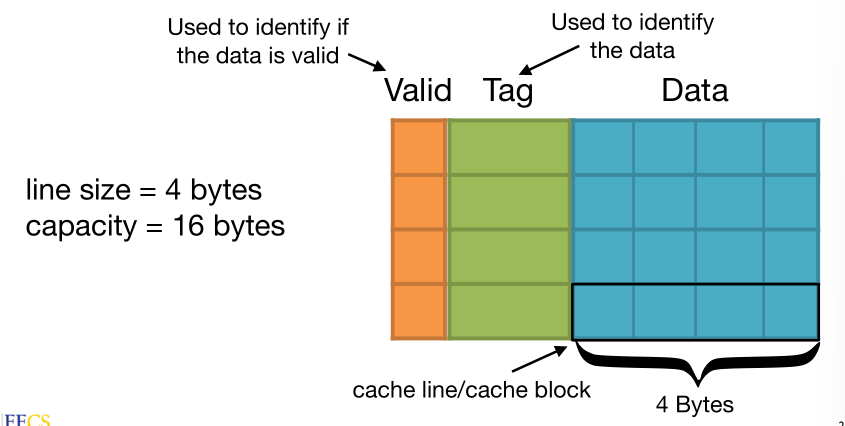 Used to identify if
the data is valid
Used to identify
the data
Valid
Tag
Data
line size = 4 bytes
capacity = 16 bytes
cache line/cache block
4 Bytes
EECS
2